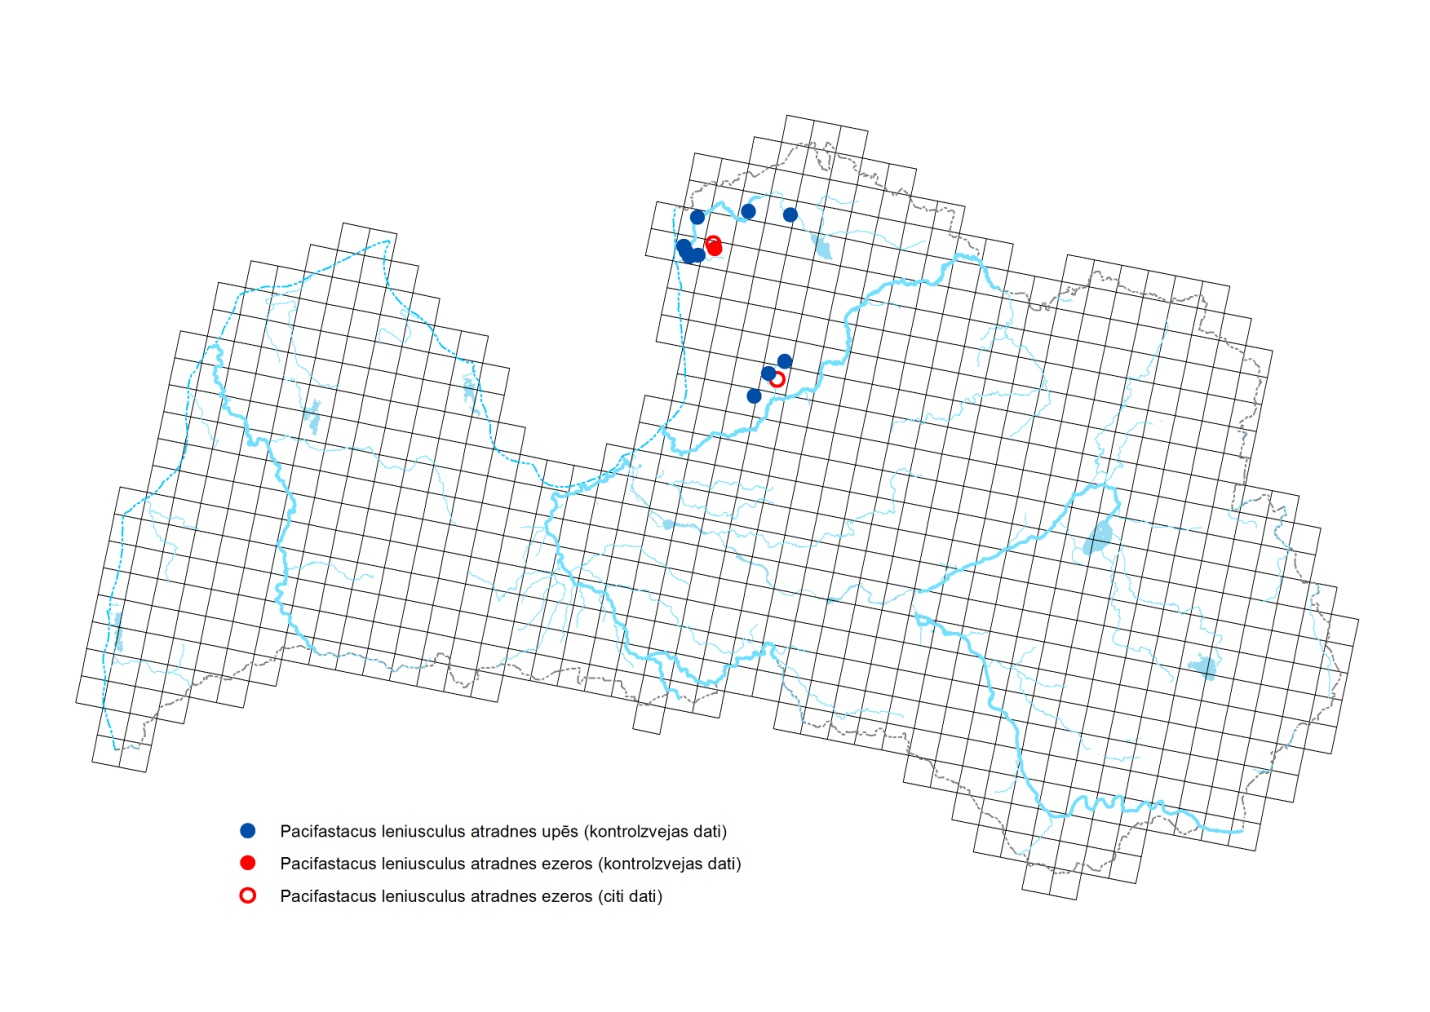 Pacifastacus leniusculus atradnes upēs (kontrolzvejas dati)
Pacifastacus leniusculus atradnes ezeros (kontrolzvejas dati)
Pacifastacus leniusculus atradnes ezeros (citi dati)